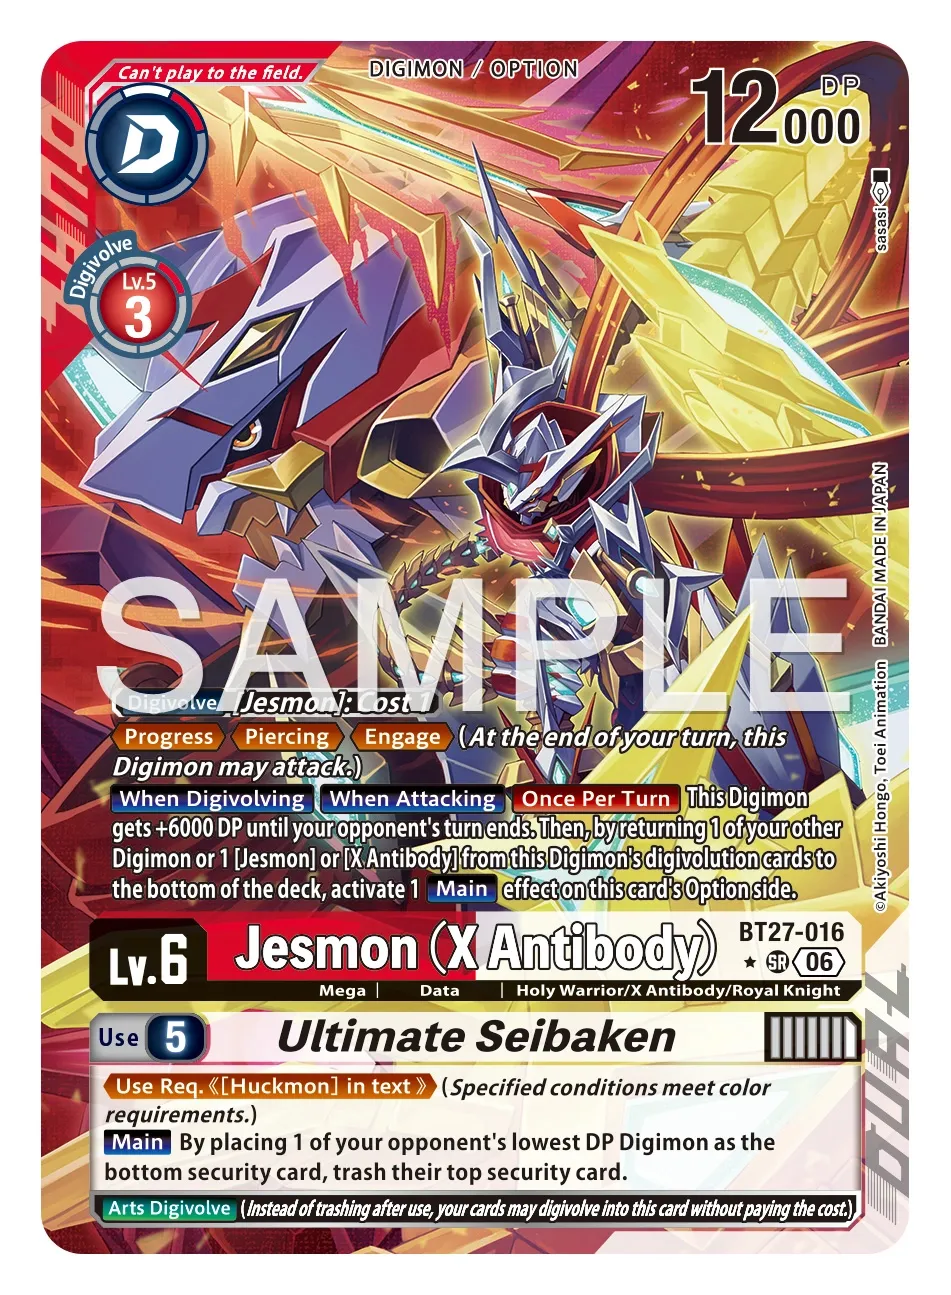 Can't play to the field.
DIGIMON / OPTION
12000 DP
D
Digivolve
Lv.5
3
DUAL
sasasi
SAMPLE
©Akiyoshi Hongo, Toei Animation BANDAI MADE IN JAPAN
Digivolve [Jesmon]: Cost 1
Progress Piercing Engage (At the end of your turn, this
Digimon may attack.)
When Digivolving When Attacking Once Per Turn This Digimon
gets +6000 DP until your opponent's turn ends. Then, by returning 1 of your other
Digimon or 1 [Jesmon] or [X Antibody] from this Digimon's digivolution cards to
the bottom of the deck, activate 1 Main effect on this card's Option side.
Lv.6 Jesmon (X Antibody) BT27-016
SR 06
Mega | Data | Holy Warrior/X Antibody/Royal Knight
Use 5 Ultimate Seibaken
Use Req.《[Huckmon] in text》(Specified conditions meet color
requirements.)
Main By placing 1 of your opponent's lowest DP Digimon as the
bottom security card, trash their top security card.
Arts Digivolve (Instead of trashing after use, your cards may digivolve into this card without paying the cost.)
DUAL